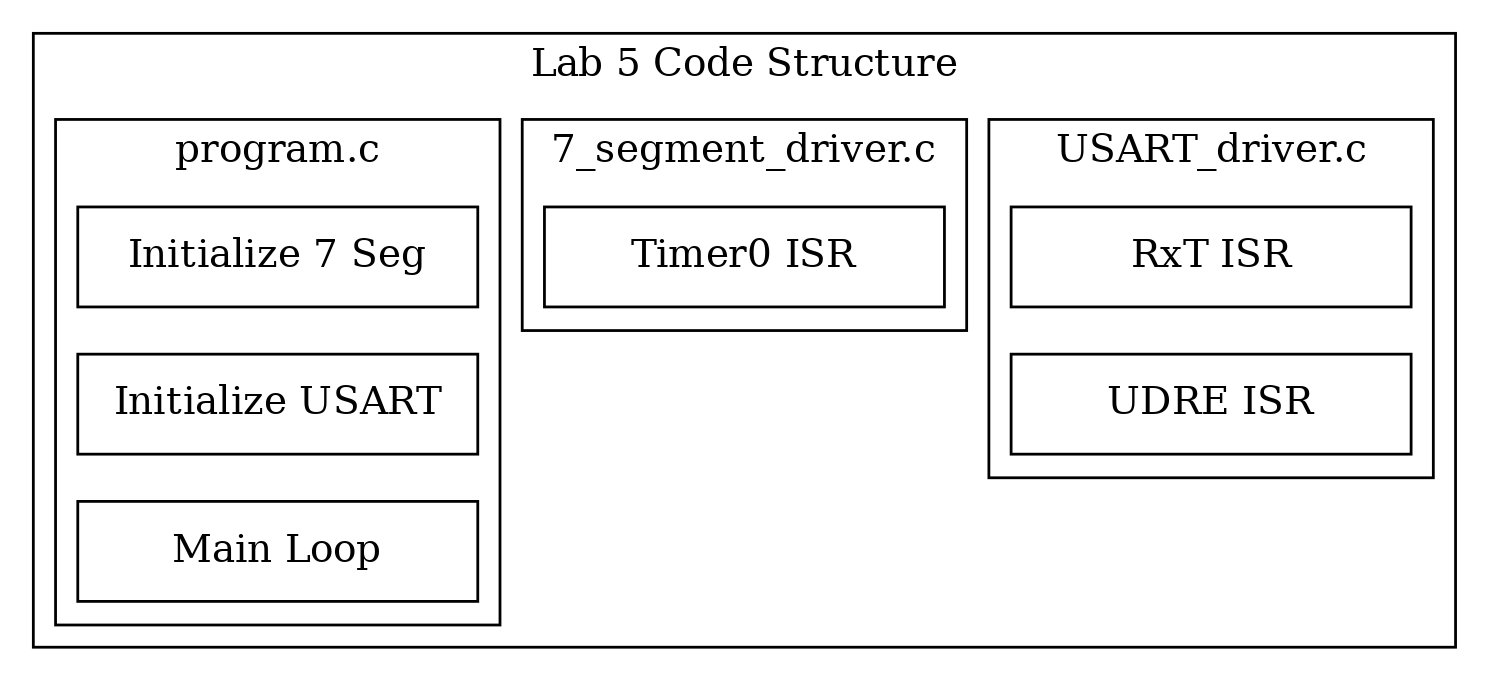 Lab 5 Code Structure
program.c
Initialize 7 Seg
Initialize USART
Main Loop
7_segment_driver.c
Timer0 ISR
USART_driver.c
RxT ISR
UDRE ISR